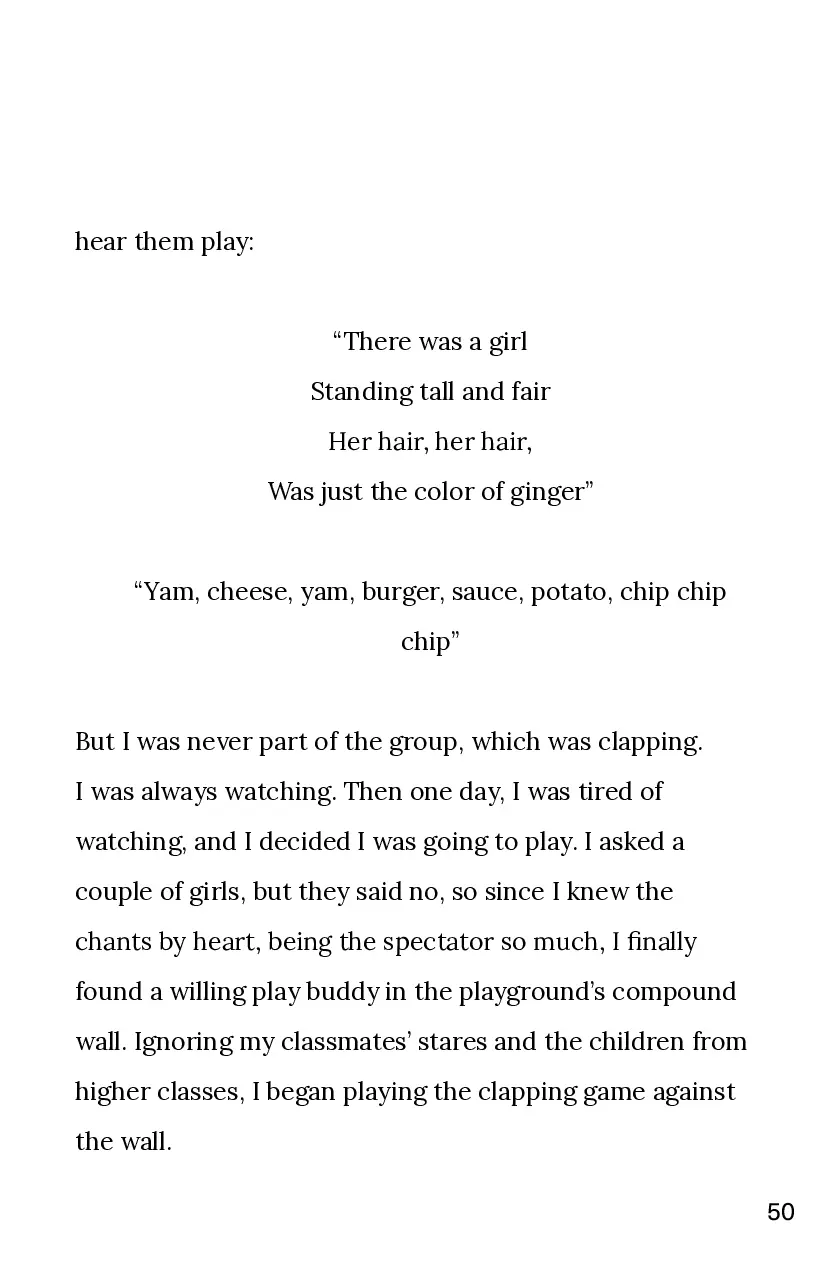 hear them play:
“There was a girl
Standing tall and fair
Her hair, her hair,
Was just the color of ginger”
“Yam, cheese, yam, burger, sauce, potato, chip chip
chip”
But I was never part of the group, which was clapping.
I was always watching. Then one day, I was tired of
watching, and I decided I was going to play. I asked a
couple of girls, but they said no, so since I knew the
chants by heart, being the spectator so much, I finally
found a willing play buddy in the playground’s compound
wall. Ignoring my classmates’ stares and the children from
higher classes, I began playing the clapping game against
the wall.
50